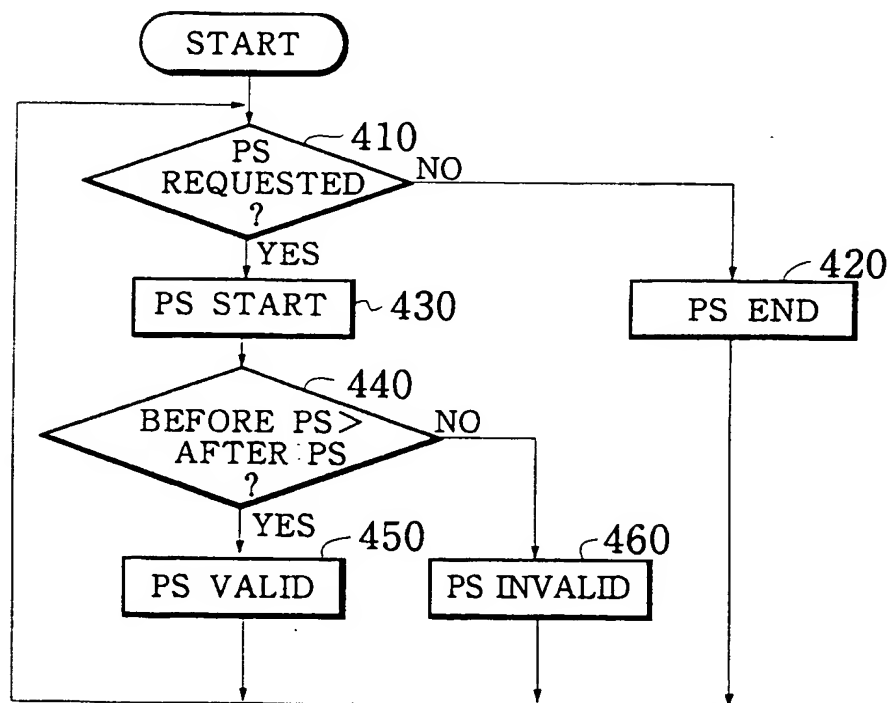 START
410
PS
REQUESTED
?
NO
YES
420
PS START
430
PS END
440
BEFORE PS >
AFTER PS
?
NO
YES
450
460
PS VALID
PS INVALID